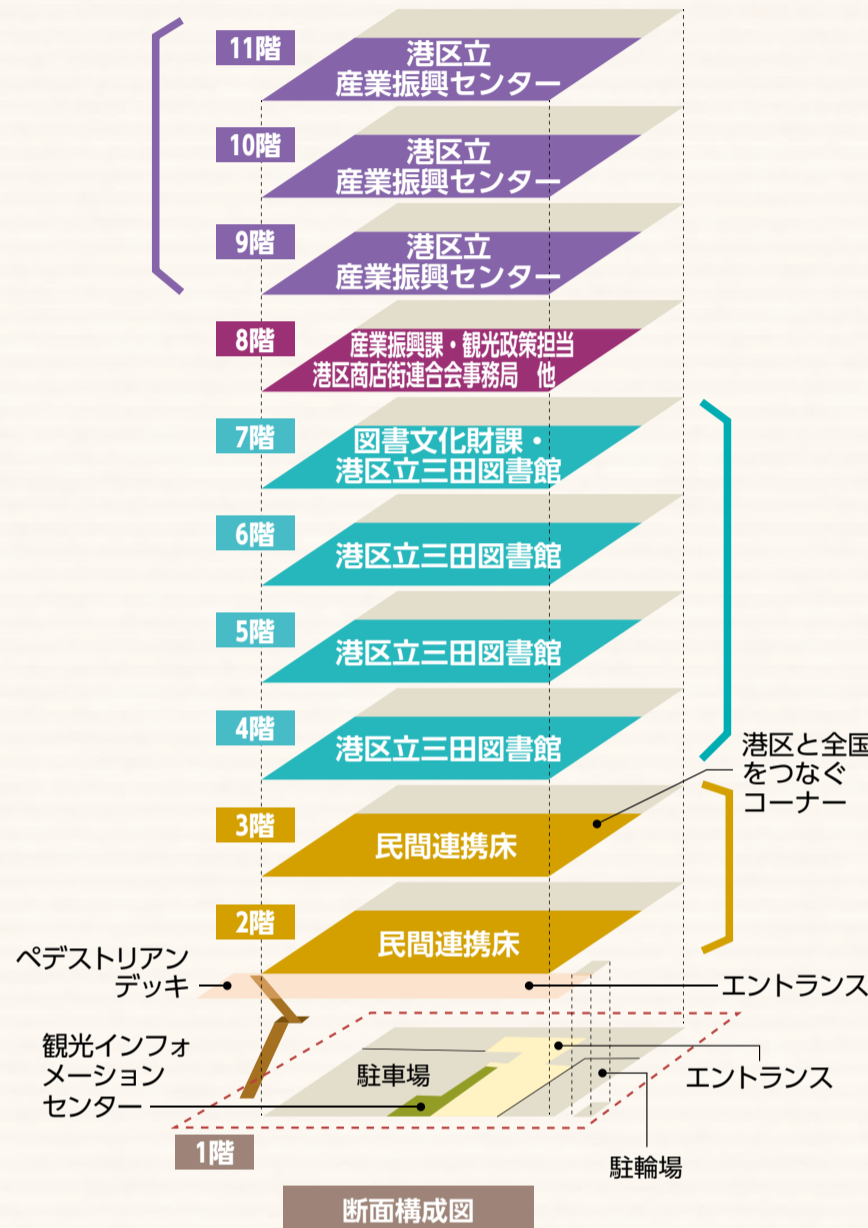 11階
港区立
産業振興センター
10階
港区立
産業振興センター
9階
港区立
産業振興センター
8階
産業振興課・観光政策担当
港区商店街連合会事務局　他
7階
図書文化財課・
港区立三田図書館
6階
港区立三田図書館
5階
港区立三田図書館
4階
港区立三田図書館
港区と全国
をつなぐ
コーナー
3階
民間連携床
2階
民間連携床
ペデストリアン
デッキ
エントランス
観光インフォ
メーション
センター
駐車場
エントランス
1階
駐輪場
断面構成図